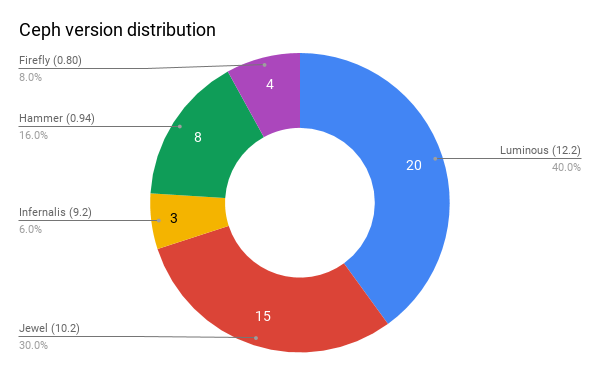 Ceph version distribution
Firefly (0.80)
8.0%
4
Hammer (0.94)
16.0%
8
Luminous (12.2)
40.0%
20
Infernalis (9.2)
6.0%
3
Jewel (10.2)
30.0%
15